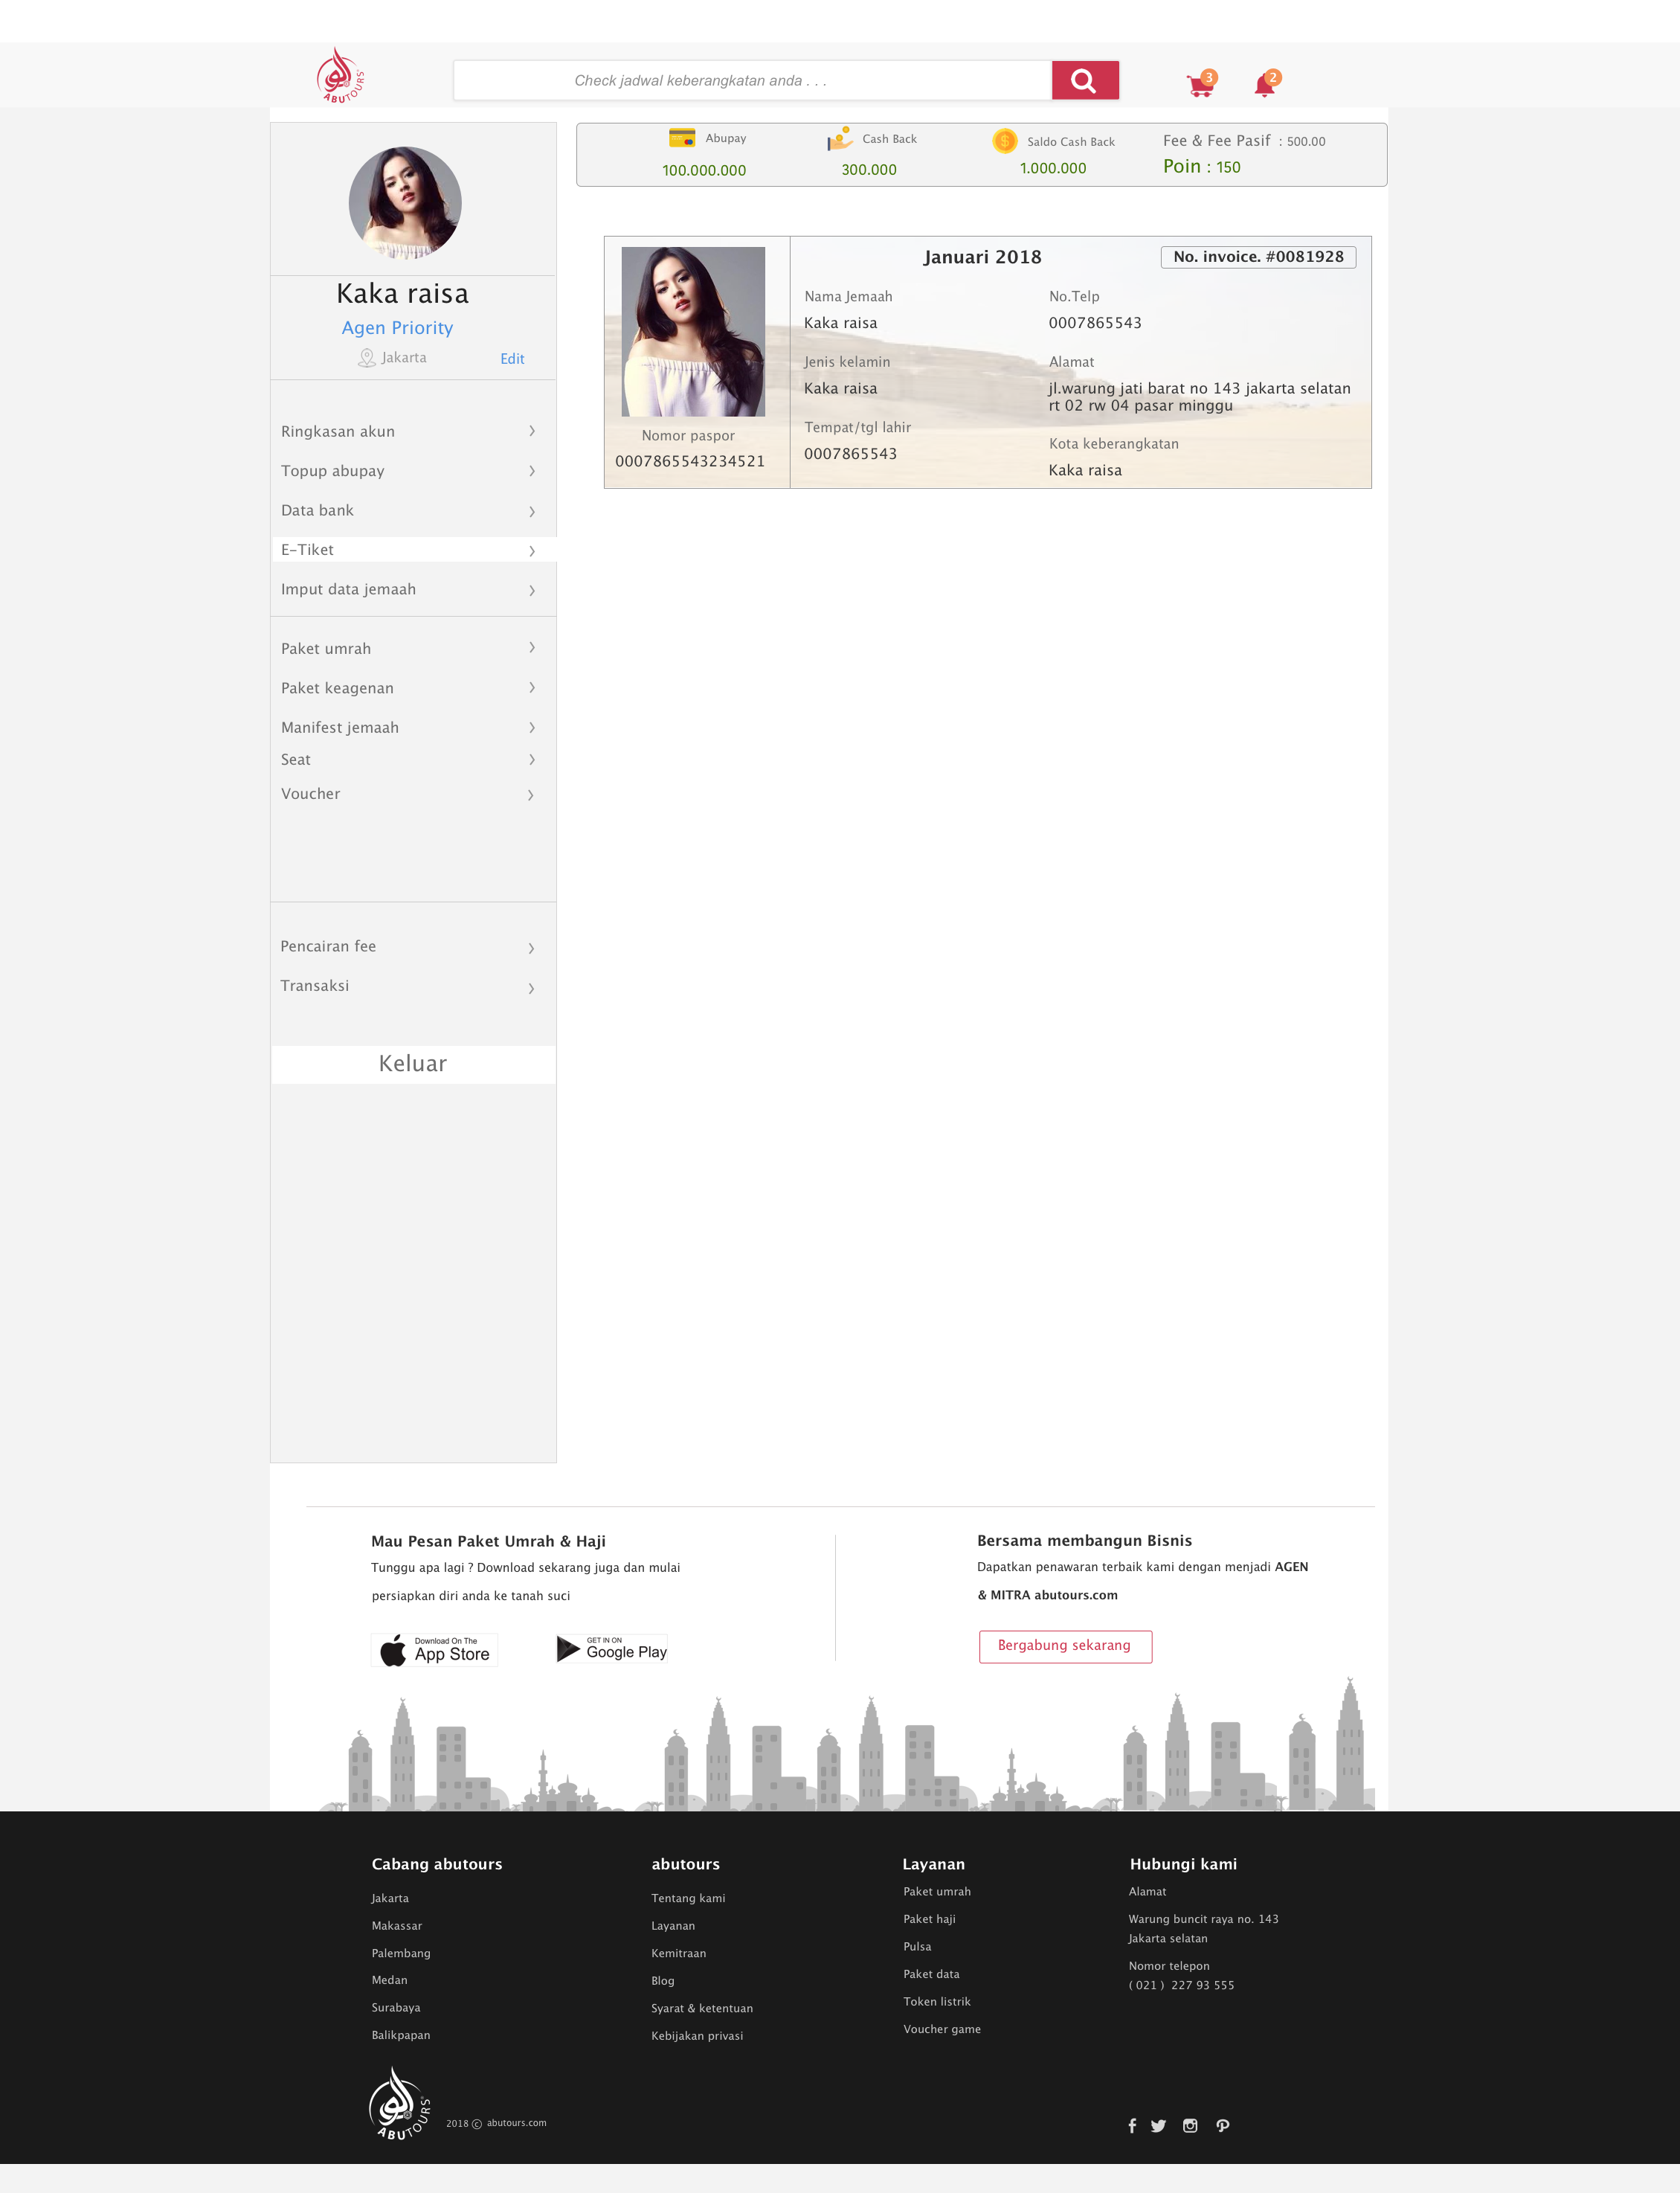 ABUTOURS
Check jadwal keberangkatan anda . . .
3
2
Kaka raisa
Agen Priority
Jakarta
Edit
Ringkasan akun
Topup abupay
Data bank
E-Tiket
Imput data jemaah
Paket umrah
Paket keagenan
Manifest jemaah
Seat
Voucher
Pencairan fee
Transaksi
Keluar
Abupay
100.000.000
Cash Back
300.000
Saldo Cash Back
1.000.000
Fee & Fee Pasif : 500.00
Poin : 150
Nomor paspor
0007865543234521
Januari 2018
No. invoice. #0081928
Nama Jemaah
Kaka raisa
Jenis kelamin
Kaka raisa
Tempat/tgl lahir
0007865543
No.Telp
0007865543
Alamat
jl.warung jati barat no 143 jakarta selatan
rt 02 rw 04 pasar minggu
Kota keberangkatan
Kaka raisa
Mau Pesan Paket Umrah & Haji
Tunggu apa lagi ? Download sekarang juga dan mulai
persiapkan diri anda ke tanah suci
Download On The
App Store
GET IN ON
Google Play
Bersama membangun Bisnis
Dapatkan penawaran terbaik kami dengan menjadi AGEN
& MITRA abutours.com
Bergabung sekarang
Cabang abutours
Jakarta
Makassar
Palembang
Medan
Surabaya
Balikpapan
abutours
Tentang kami
Layanan
Kemitraan
Blog
Syarat & ketentuan
Kebijakan privasi
Layanan
Paket umrah
Paket haji
Pulsa
Paket data
Token listrik
Voucher game
Hubungi kami
Alamat
Warung buncit raya no. 143
Jakarta selatan
Nomor telepon
( 021 ) 227 93 555
ABUTOURS
2018 © abutours.com